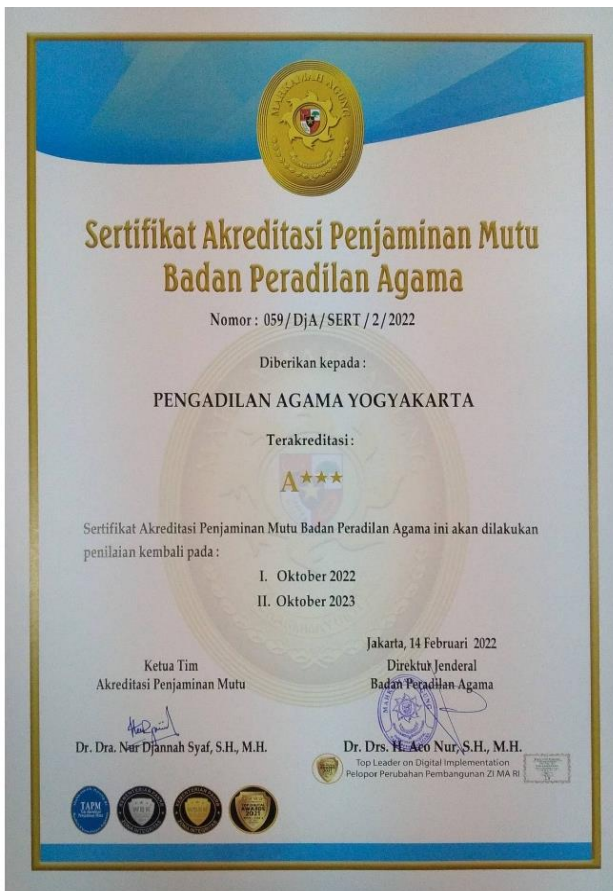 MAHKAMAH AGUNG
Sertifikat Akreditasi Penjaminan Mutu
Badan Peradilan Agama
Nomor : 059/DjA/SERT/2/2022
Diberikan kepada :
PENGADILAN AGAMA YOGYAKARTA
Terakreditasi :
A★★★
Sertifikat Akreditasi Penjaminan Mutu Badan Peradilan Agama ini akan dilakukan
penilaian kembali pada :
I. Oktober 2022
II. Oktober 2023
Jakarta, 14 Februari 2022
Ketua Tim
Akreditasi Penjaminan Mutu
Direktur Jenderal
Badan Peradilan Agama
Dr. Dra. Nur Djannah Syaf, S.H., M.H.
Dr. Drs. H. Aco Nur, S.H., M.H.
Top Leader on Digital Implementation
Pelopor Perubahan Pembangunan ZI MA RI
TAPM